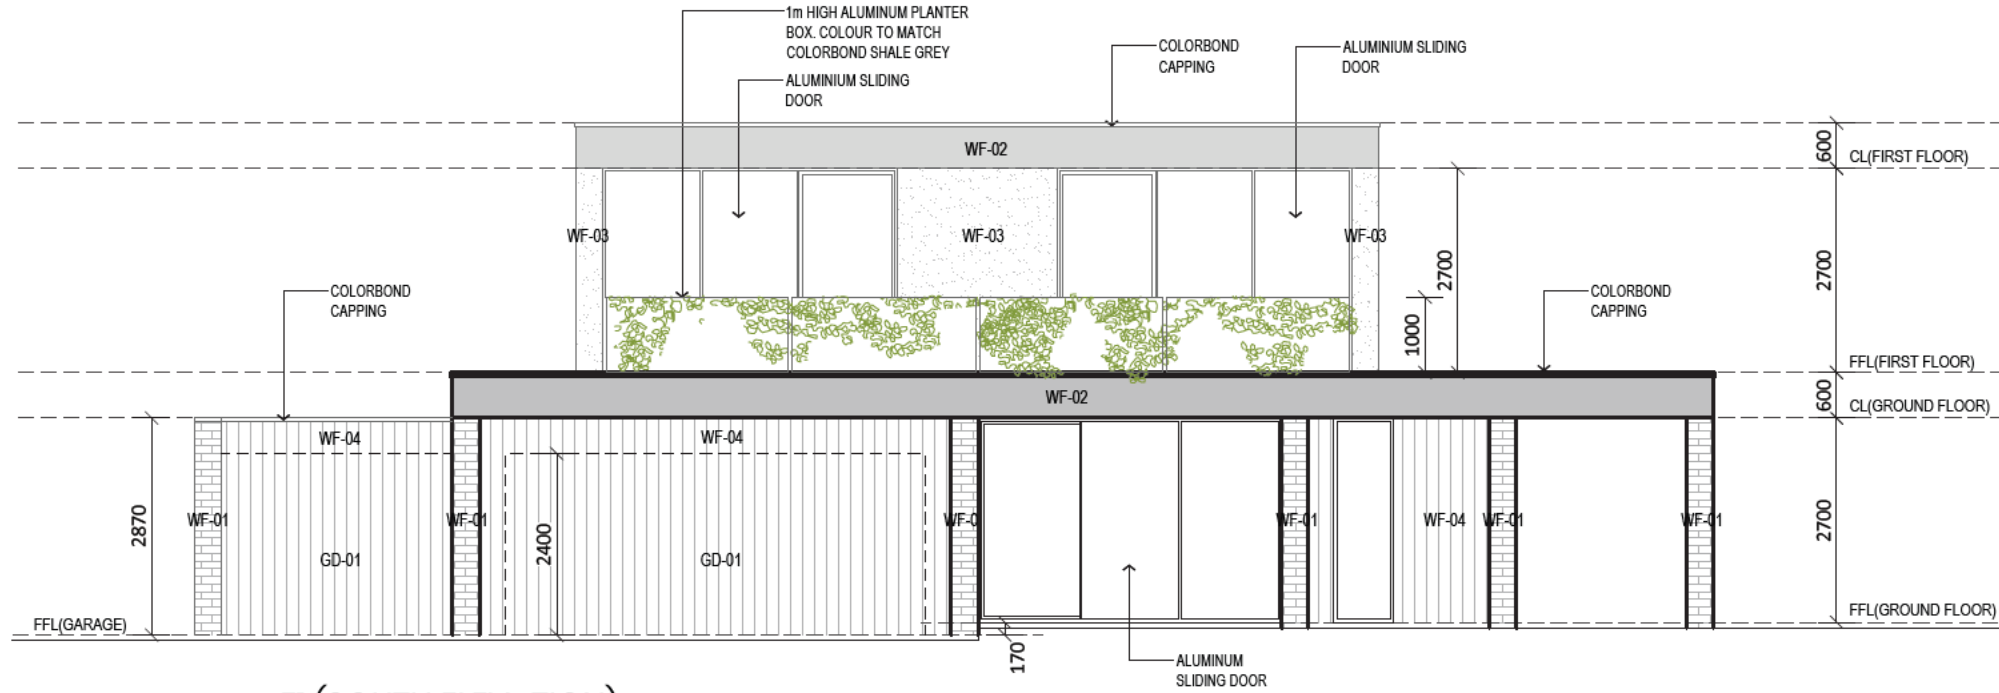 1m HIGH ALUMINUM PLANTER
BOX. COLOUR TO MATCH
COLORBOND SHALE GREY
ALUMINIUM SLIDING
DOOR
COLORBOND
CAPPING
ALUMINIUM SLIDING
DOOR
WF-02
600
CL(FIRST FLOOR)
WF-03
WF-03
WF-03
2700
2700
COLORBOND
CAPPING
COLORBOND
CAPPING
1000
FFL(FIRST FLOOR)
WF-02
600
CL(GROUND FLOOR)
WF-04
WF-04
2870
WF-01
WF-01
WF-0
WF-01
WF-04
WF-01
WF-01
2700
2400
GD-01
GD-01
FFL(GARAGE)
FFL(GROUND FLOOR)
170
ALUMINUM
SLIDING DOOR